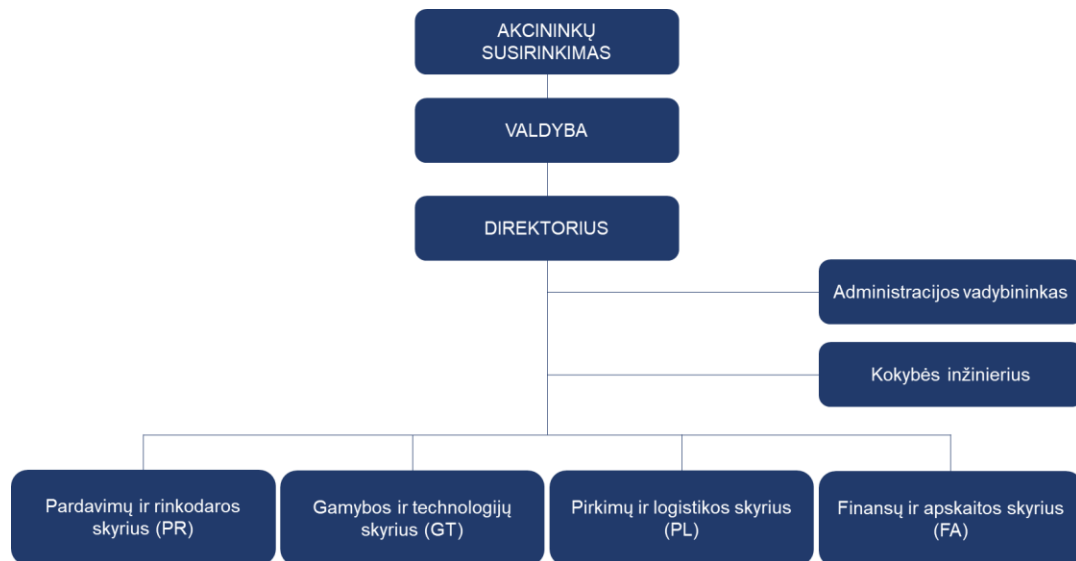 AKCININKŲ
SUSIRINKIMAS
VALDYBA
DIREKTORIUS
Administracijos vadybininkas
Kokybės inžinierius
Pardavimų ir rinkodaros
skyrius (PR)
Gamybos ir technologijų
skyrius (GT)
Pirkimų ir logistikos skyrius
(PL)
Finansų ir apskaitos skyrius
(FA)